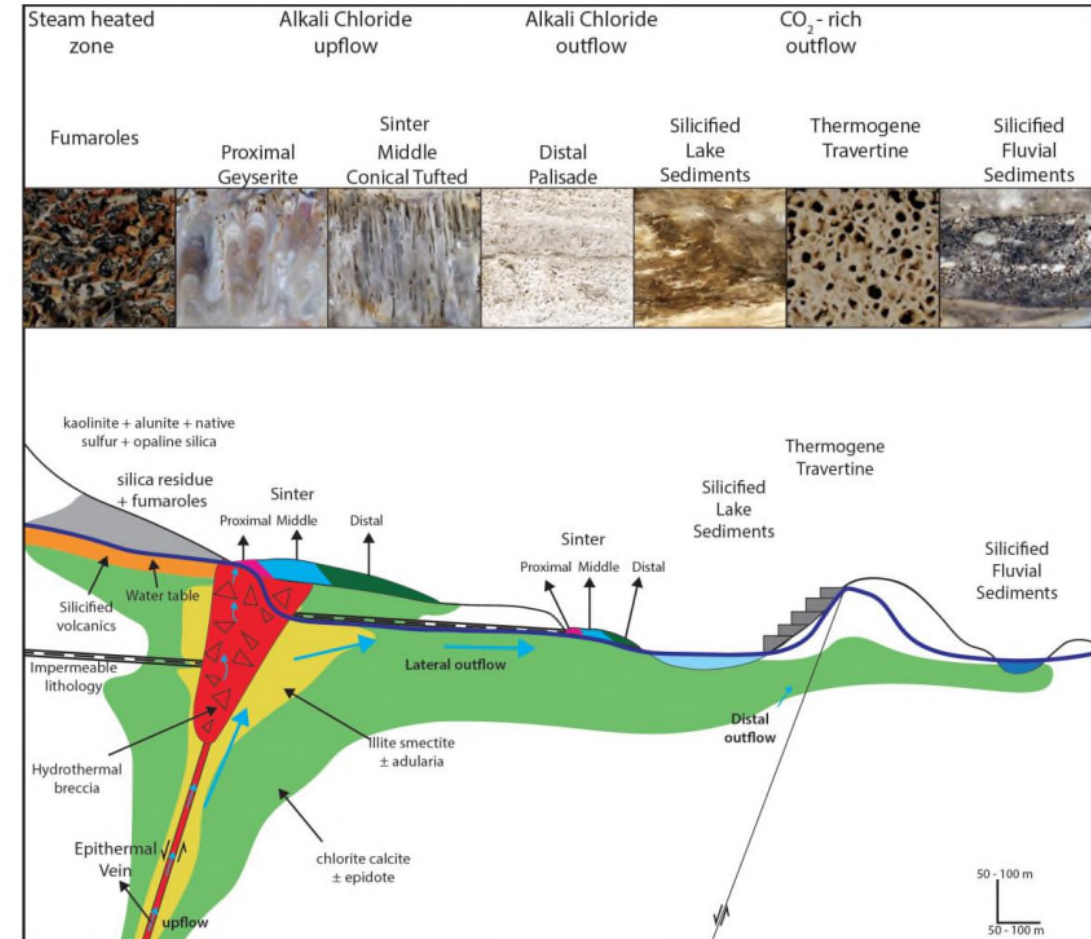 Steam heated
zone
Alkali Chloride
upflow
Alkali Chloride
outflow
CO₂ - rich
outflow
Fumaroles
Proximal
Geyserite
Sinter
Middle
Conical Tufted
Distal
Palisade
Silicified
Lake
Sediments
Thermogene
Travertine
Silicified
Fluvial
Sediments
kaolinite + alunite + native
sulfur + opaline silica
silica residue
+ fumaroles
Sinter
Proximal
Middle
Distal
Sinter
Proximal
Middle
Distal
Silicified
Lake
Sediments
Thermogene
Travertine
Silicified
Fluvial
Sediments
Silicified
volcanics
Water table
Impermeable
lithology
Lateral outflow
Distal
outflow
Hydrothermal
breccia
Illite smectite
± adularia
Epithermal
Vein
chlorite calcite
± epidote
upflow
50 - 100 m
50 - 100 m